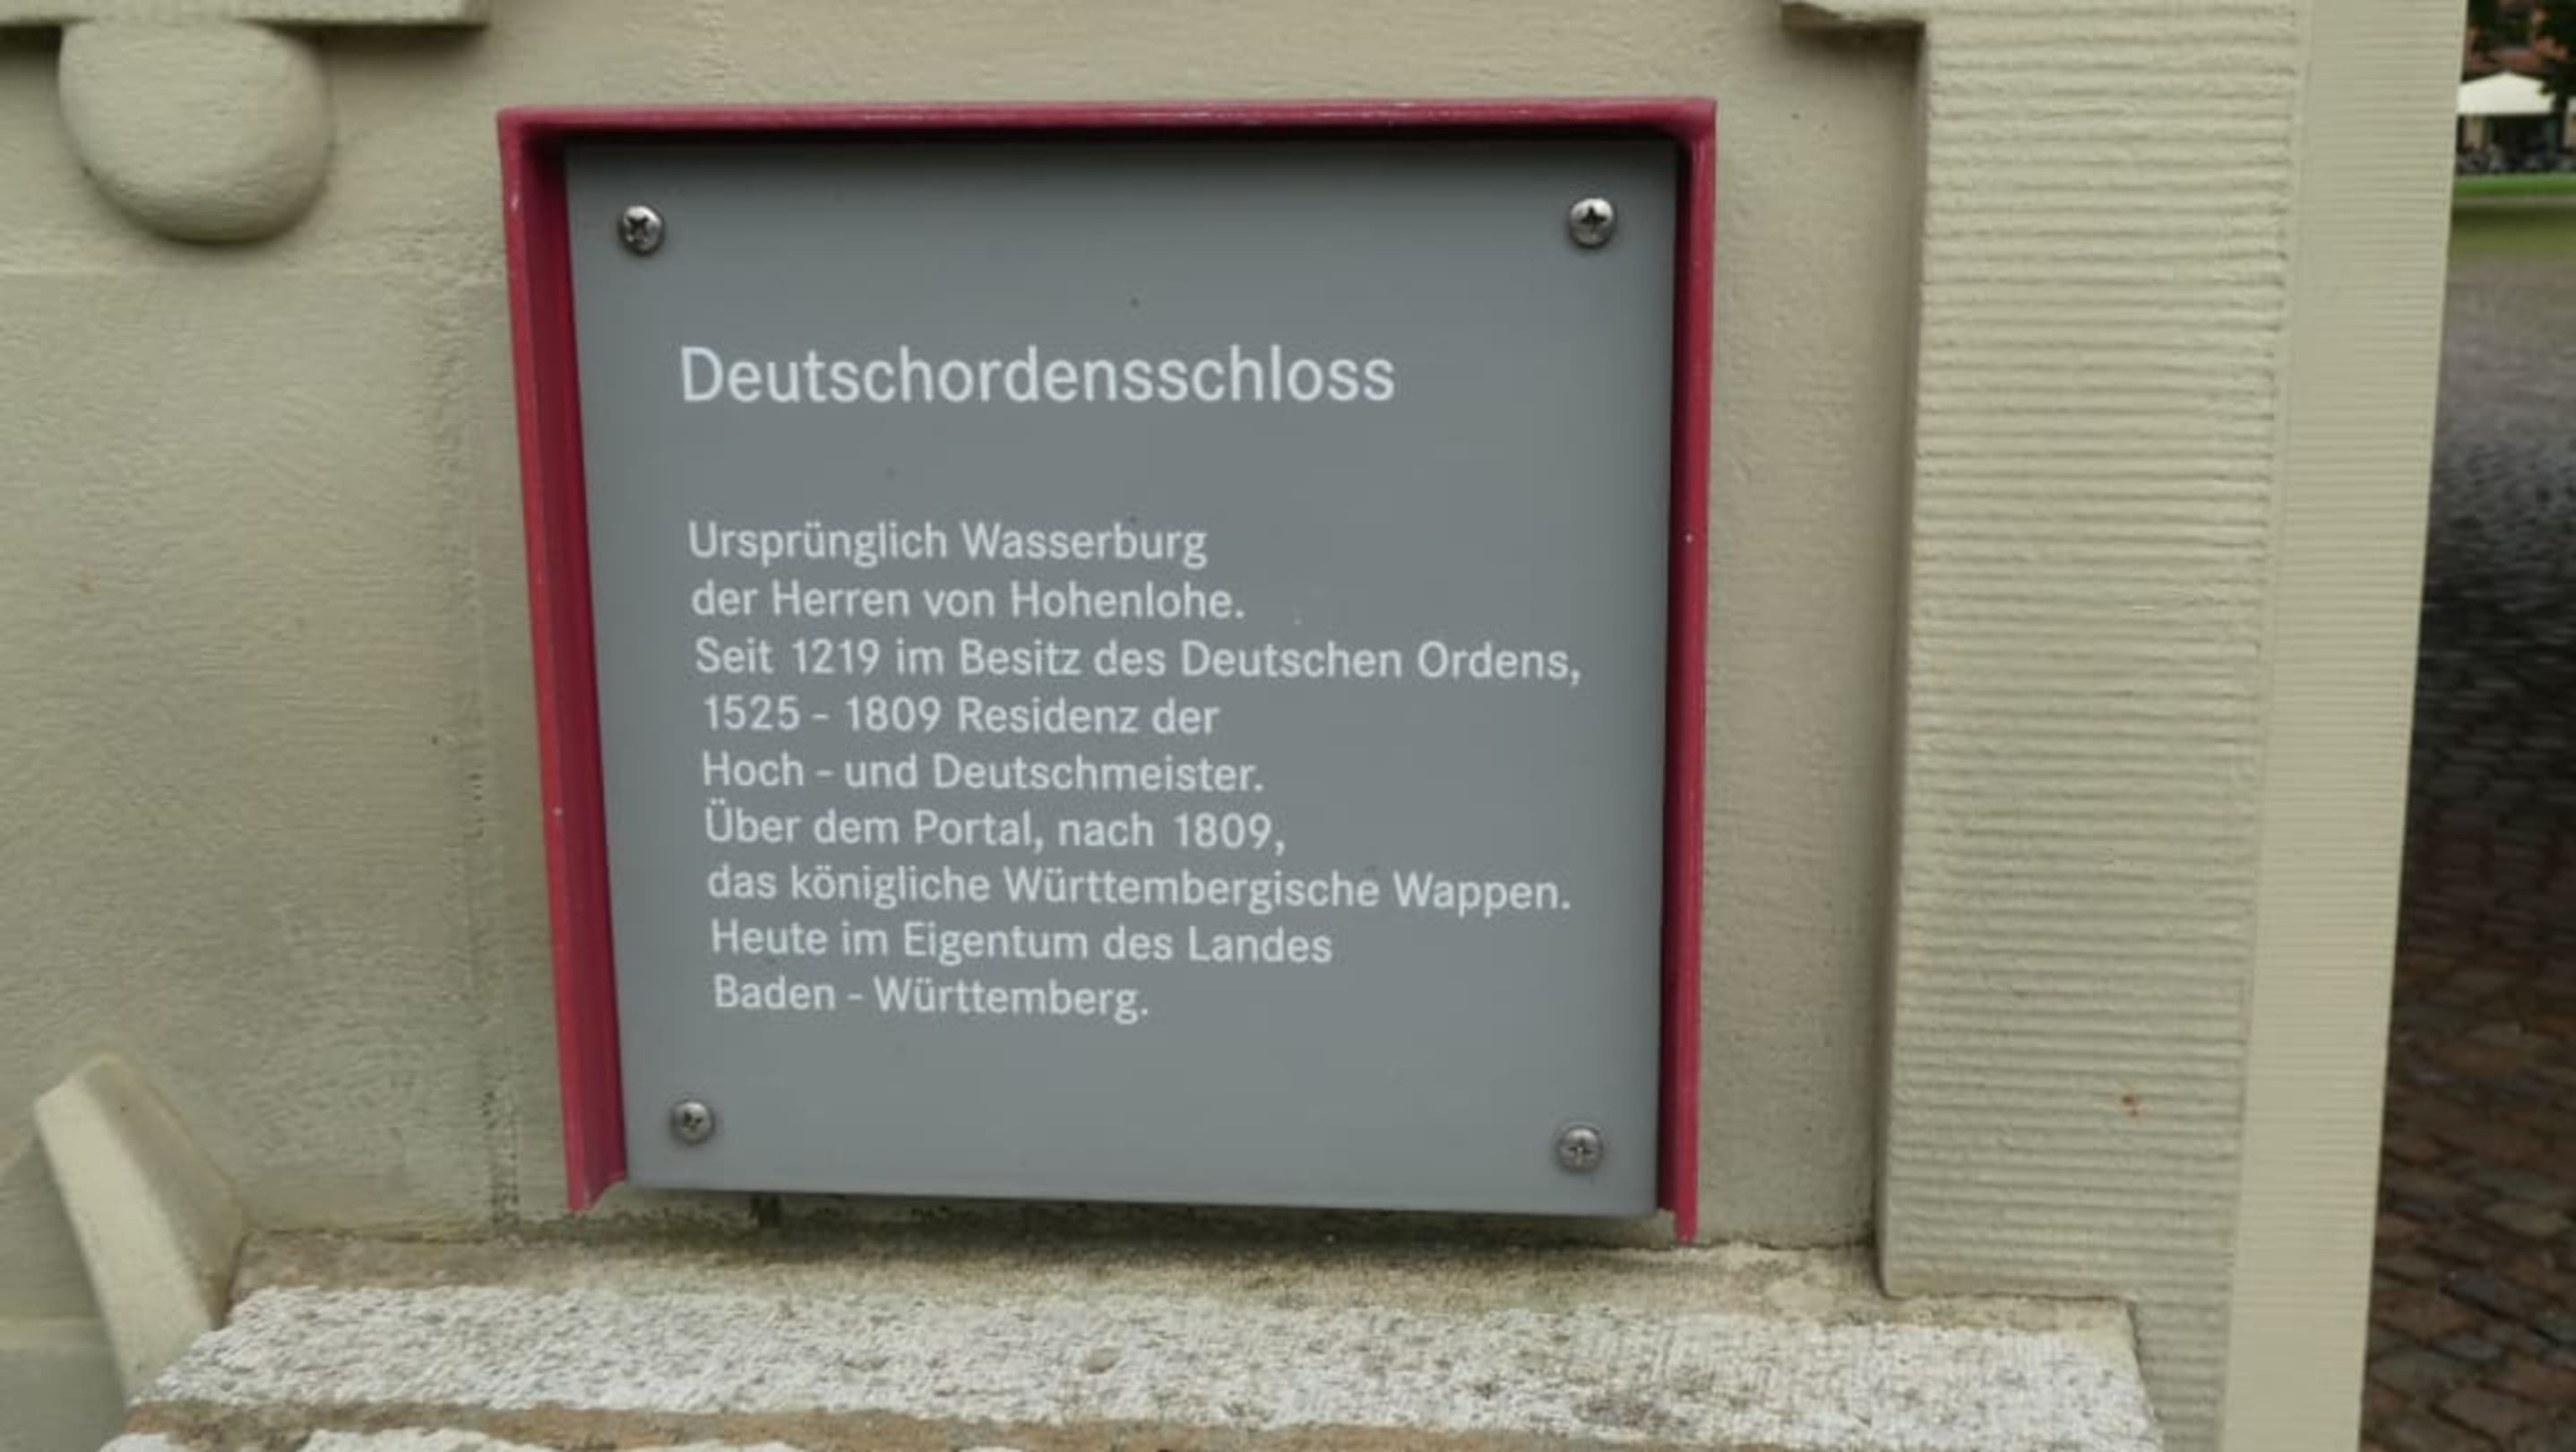 Deutschordensschloss
Ursprünglich Wasserburg
der Herren von Hohenlohe.
Seit 1219 im Besitz des Deutschen Ordens,
1525 - 1809 Residenz der
Hoch - und Deutschmeister.
Über dem Portal, nach 1809,
das königliche Württembergische Wappen.
Heute im Eigentum des Landes
Baden - Württemberg.